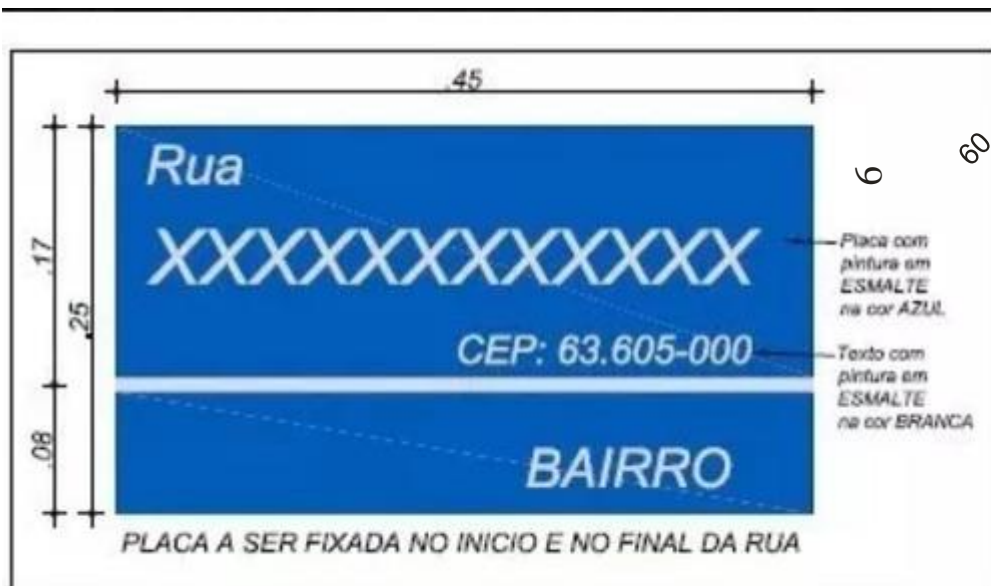 .45
Rua
6
60
XXXXXXXXXXXX
.17
Placa com
pintura em
ESMALTE
na cor AZUL
.25
CEP: 63.605-000
Texto com
pintura em
ESMALTE
na cor BRANCA
.08
BAIRRO
PLACA A SER FIXADA NO INICIO E NO FINAL DA RUA